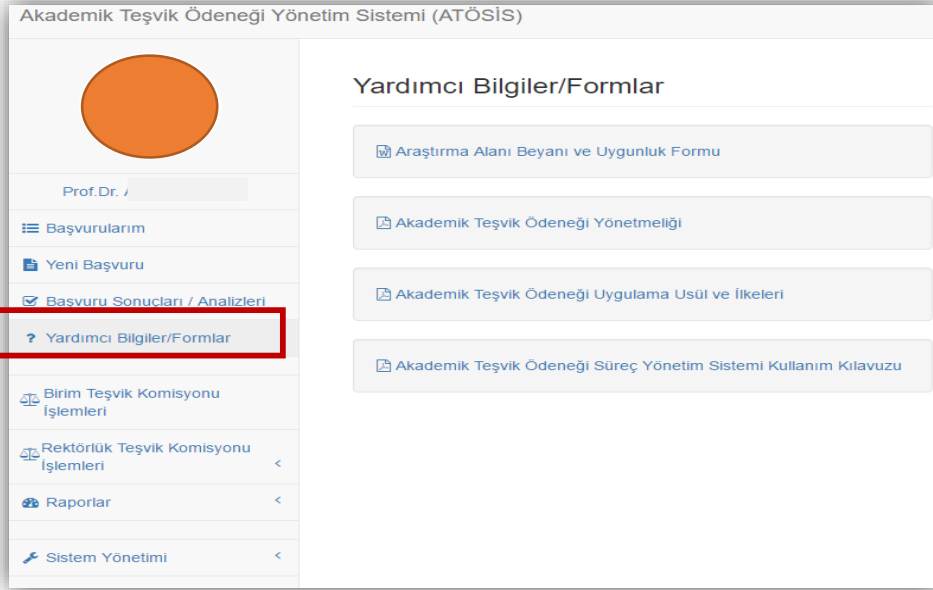 Akademik Teşvik Ödeneği Yönetim Sistemi (ATÖSİS)
Prof.Dr.
Başvurularım
Yeni Başvuru
Başvuru Sonuçları / Analizleri
? Yardımcı Bilgiler/Formlar
Birim Teşvik Komisyonu
İşlemleri
Rektörlük Teşvik Komisyonu
İşlemleri
Raporlar
Sistem Yönetimi
Yardımcı Bilgiler/Formlar
Araştırma Alanı Beyanı ve Uygunluk Formu
Akademik Teşvik Ödeneği Yönetmeliği
Akademik Teşvik Ödeneği Uygulama Usül ve İlkeleri
Akademik Teşvik Ödeneği Süreç Yönetim Sistemi Kullanım Kılavuzu